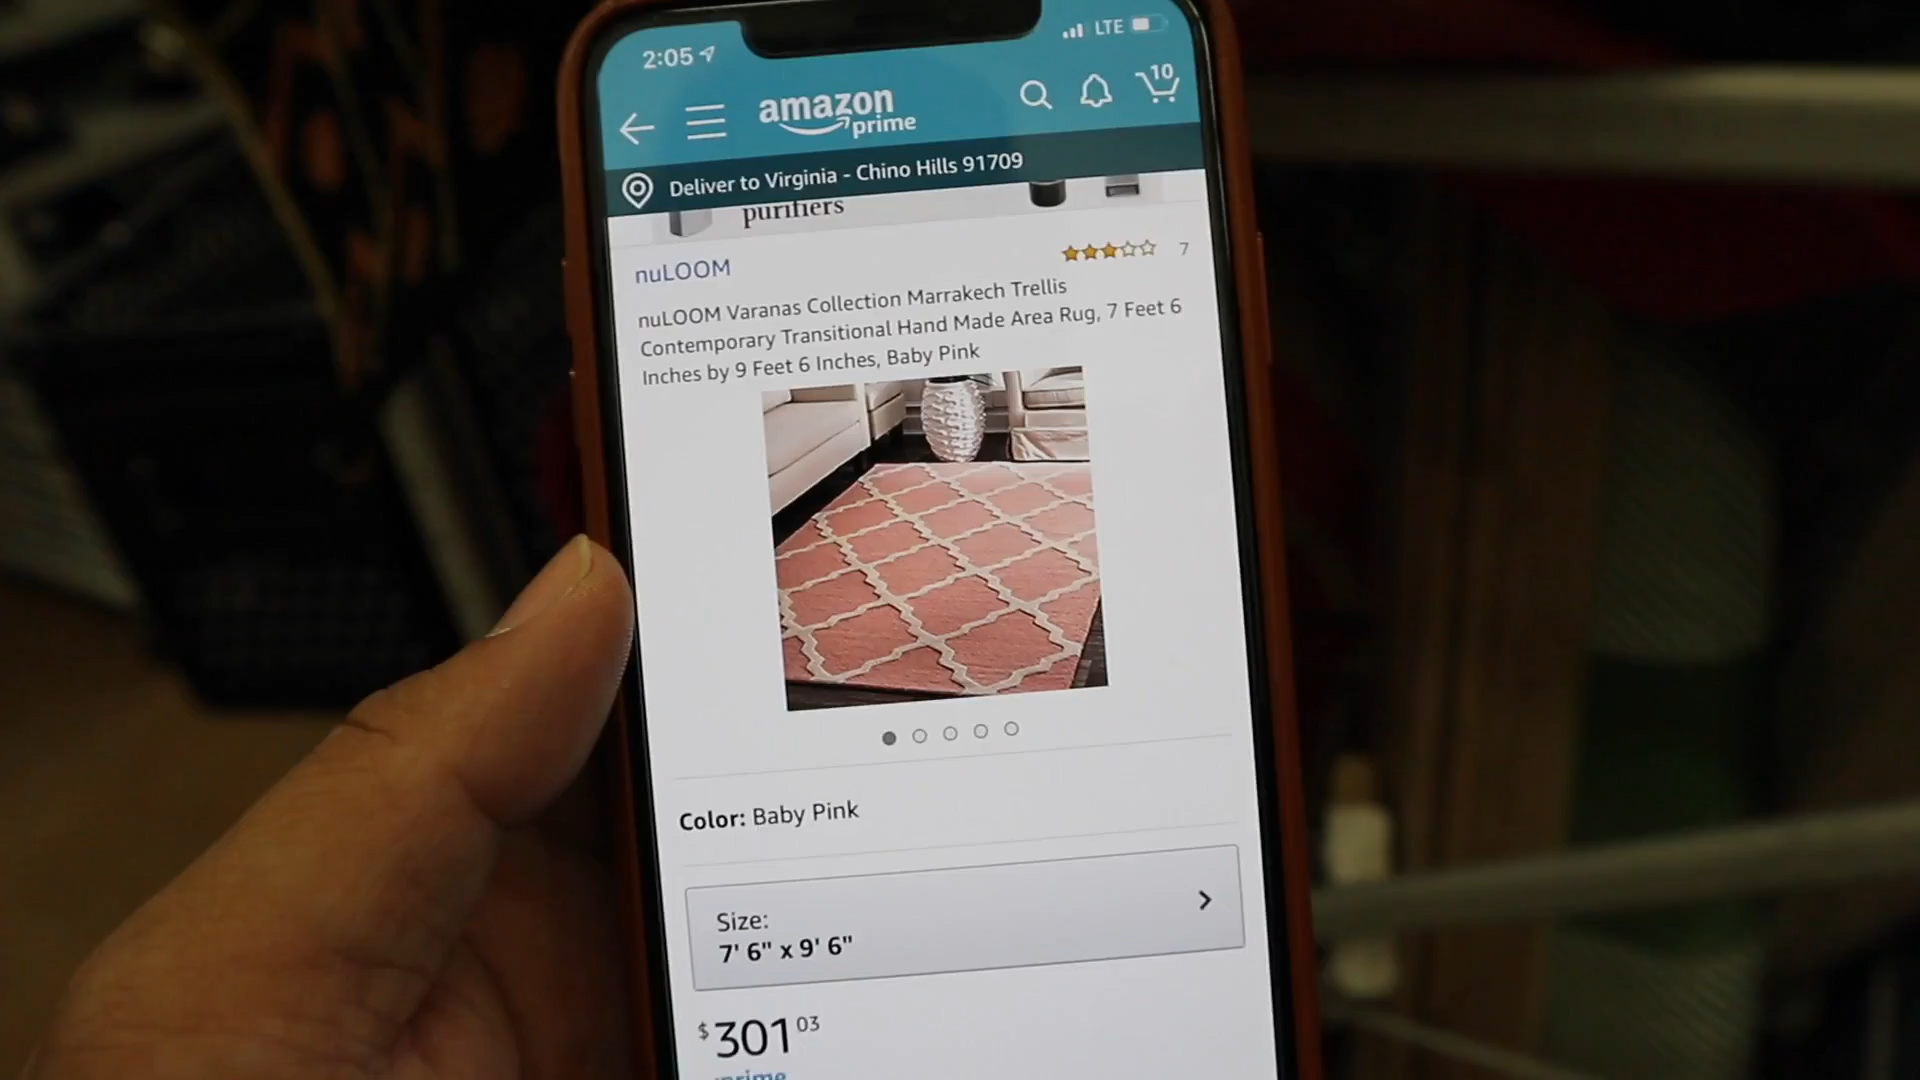 2:05
LTE
amazon
prime
10
Deliver to Virginia - Chino Hills 91709
purifiers
nuLOOM
7
nuLOOM Varanas Collection Marrakech Trellis
Contemporary Transitional Hand Made Area Rug, 7 Feet 6
Inches by 9 Feet 6 Inches, Baby Pink
Color: Baby Pink
Size:
7' 6" x 9' 6"
$301 03
prime